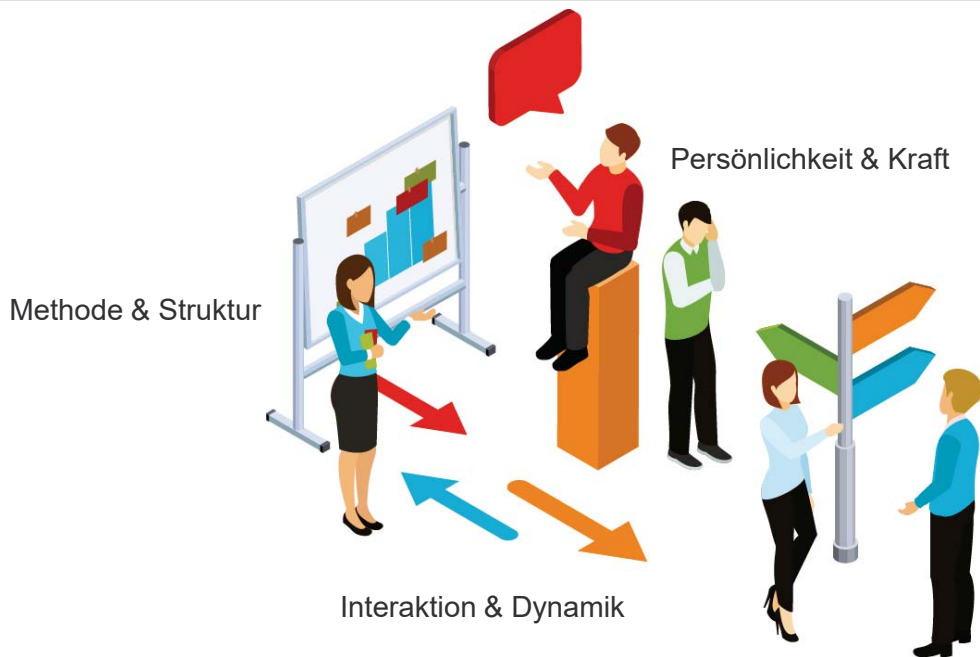 Persönlichkeit & Kraft
Methode & Struktur
Interaktion & Dynamik